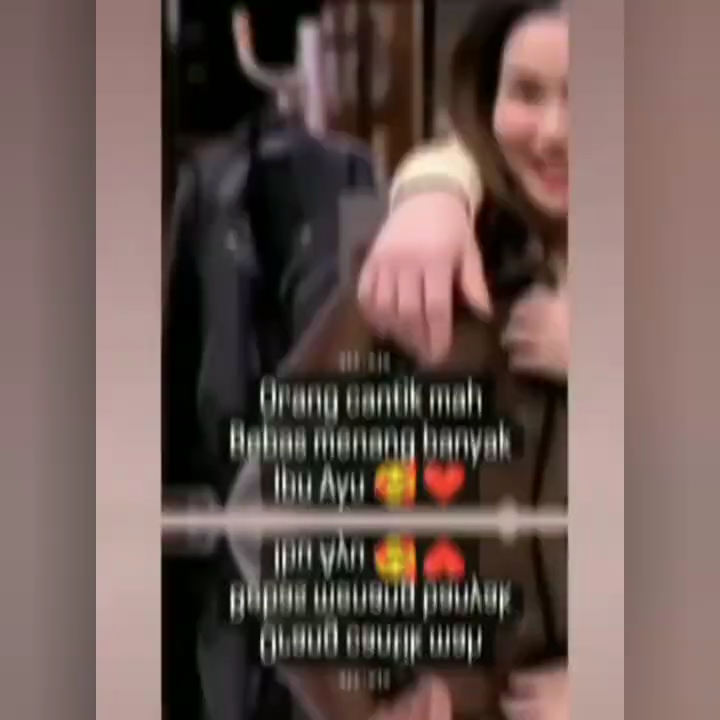 Orang cantik mah
Bebas menang banyak
Ibu Ayu 🥰 ❤️